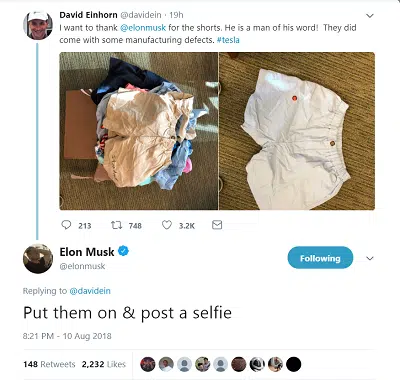 David Einhorn @davidein · 19h
I want to thank @elonmusk for the shorts. He is a man of his word!  They did
come with some manufacturing defects. #tesla
213 748 3.2K
Elon Musk
@elonmusk
Following
Replying to @davidein
Put them on & post a selfie
8:21 PM - 10 Aug 2018
148 Retweets 2,232 Likes